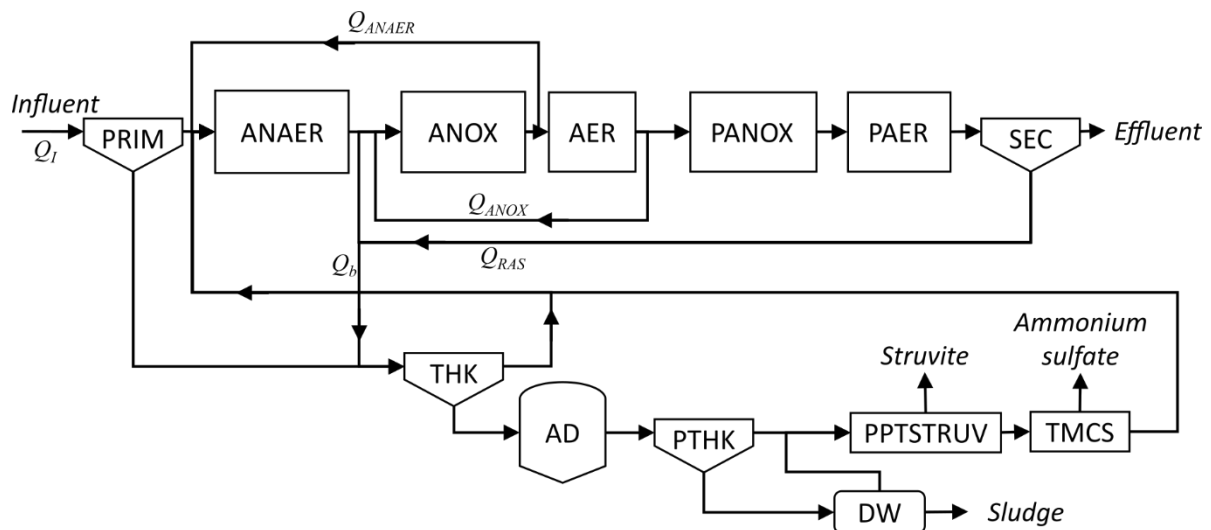 Q_ANAER
Influent
Q_I
PRIM
ANAER
ANOX
AER
PANOX
PAER
SEC
Effluent
Q_ANOX
Q_b
Q_RAS
THK
AD
PTHK
Struvite
Ammonium
sulfate
PPTSTRUV
TMCS
DW
Sludge